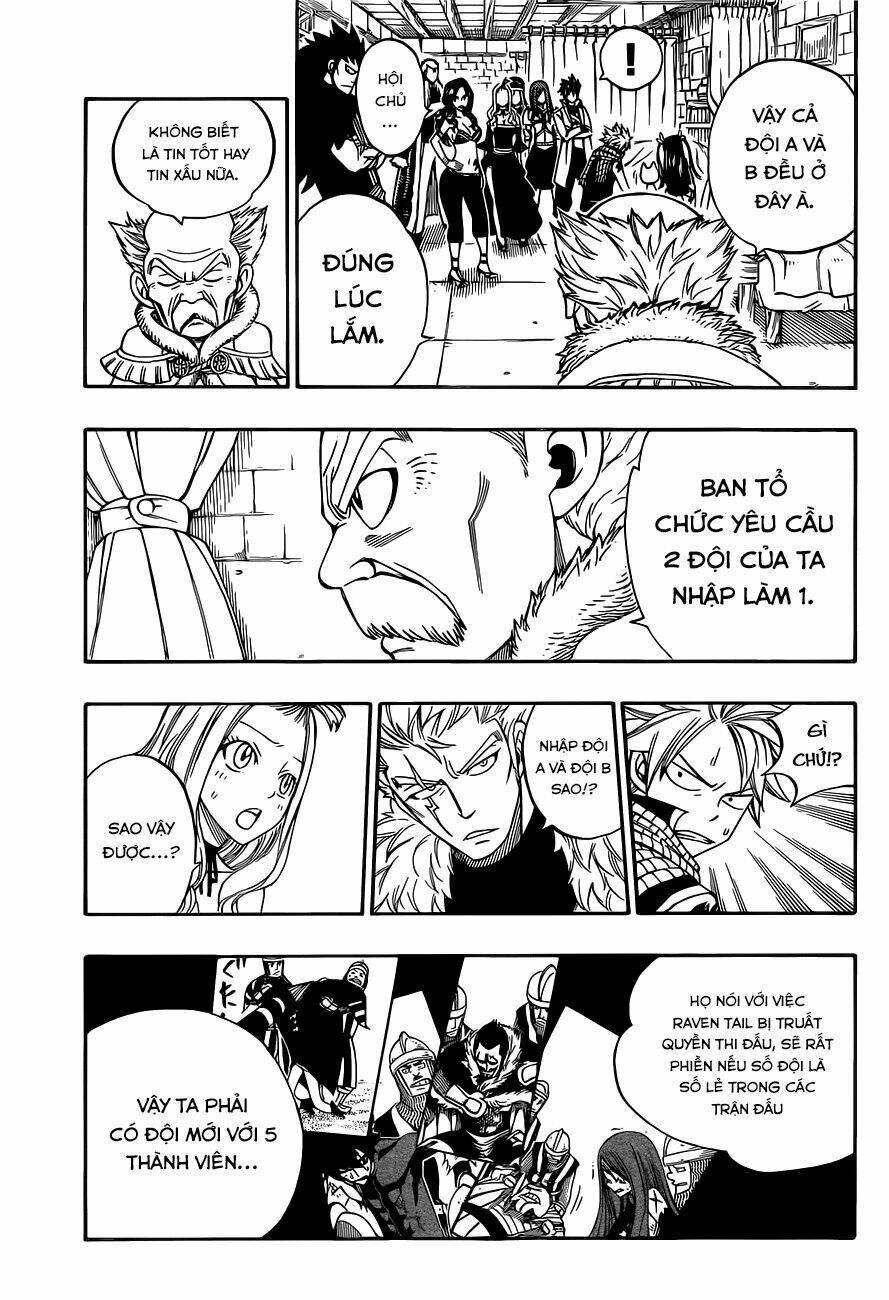 VẬY CẢ
ĐỘI A VÀ
B ĐỀU Ở
ĐÂY À.
!
HỘI
CHỦ
...
ĐÚNG
LÚC
LẮM.
KHÔNG BIẾT
LÀ TIN TỐT HAY
TIN XẤU NỮA.
BAN TỔ
CHỨC YÊU CẦU
2 ĐỘI CỦA TA
NHẬP LÀM 1.
GÌ
CHỨ!?
NHẬP ĐỘI
A VÀ ĐỘI B
SAO!?
SAO VẬY
ĐƯỢC...?
HỌ NÓI VỚI VIỆC
RAVEN TAIL BỊ TRUẤT
QUYỀN THI ĐẤU, SẼ RẤT
PHIỀN NẾU SỐ ĐỘI LÀ
SỐ LẺ TRONG CÁC
TRẬN ĐẤU
VẬY TA PHẢI
CÓ ĐỘI MỚI VỚI 5
THÀNH VIÊN...